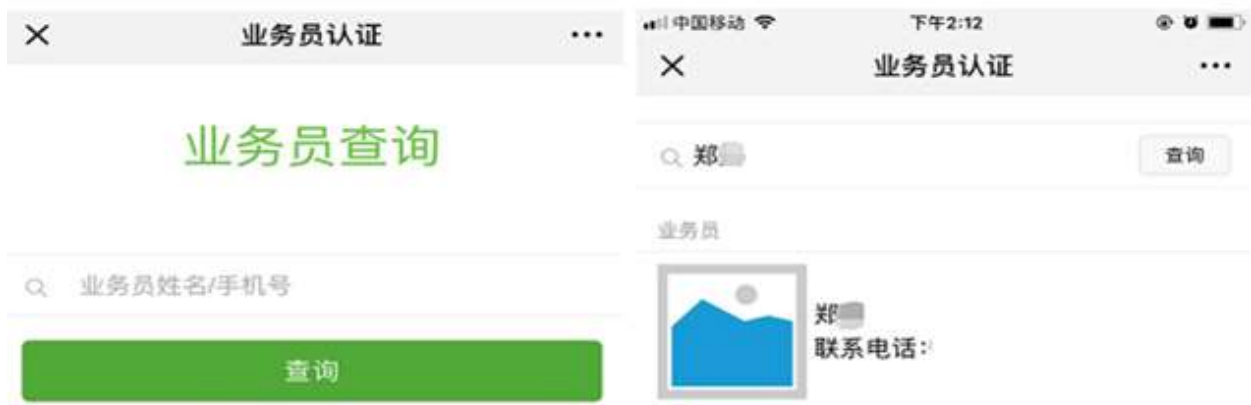 业务员认证
业务员查询
业务员姓名/手机号
查询
中国移动
下午2:12
业务员认证
郑
查询
业务员
郑
联系电话: